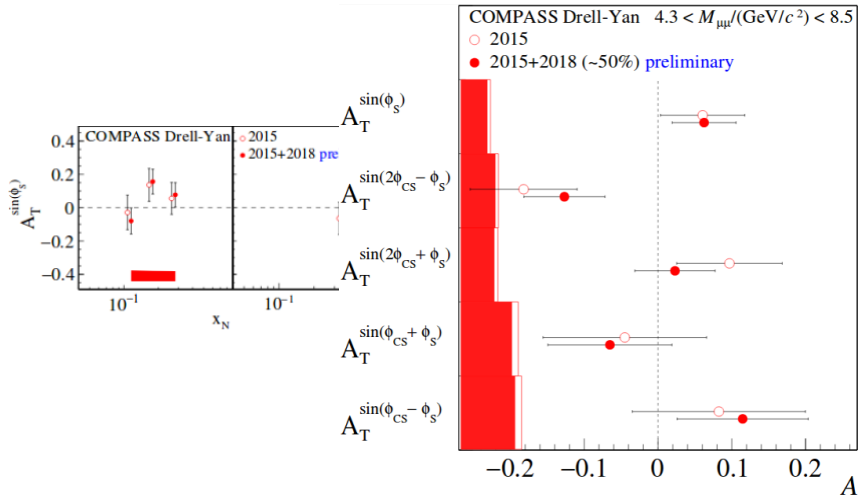 COMPASS Drell-Yan 4.3 < M_μμ/(GeV/c²) < 8.5
2015
2015+2018 (~50%) preliminary
A_T^sin(ϕ_S)
A_T^sin(2ϕ_CS − ϕ_S)
A_T^sin(2ϕ_CS + ϕ_S)
A_T^sin(ϕ_CS + ϕ_S)
A_T^sin(ϕ_CS − ϕ_S)
−0.2 −0.1 0 0.1 0.2
A
COMPASS Drell-Yan
2015
2015+2018 pre
A_T^sin(ϕ_S)
0.4
0.2
0
−0.2
−0.4
10⁻¹ 10⁻¹
x_N